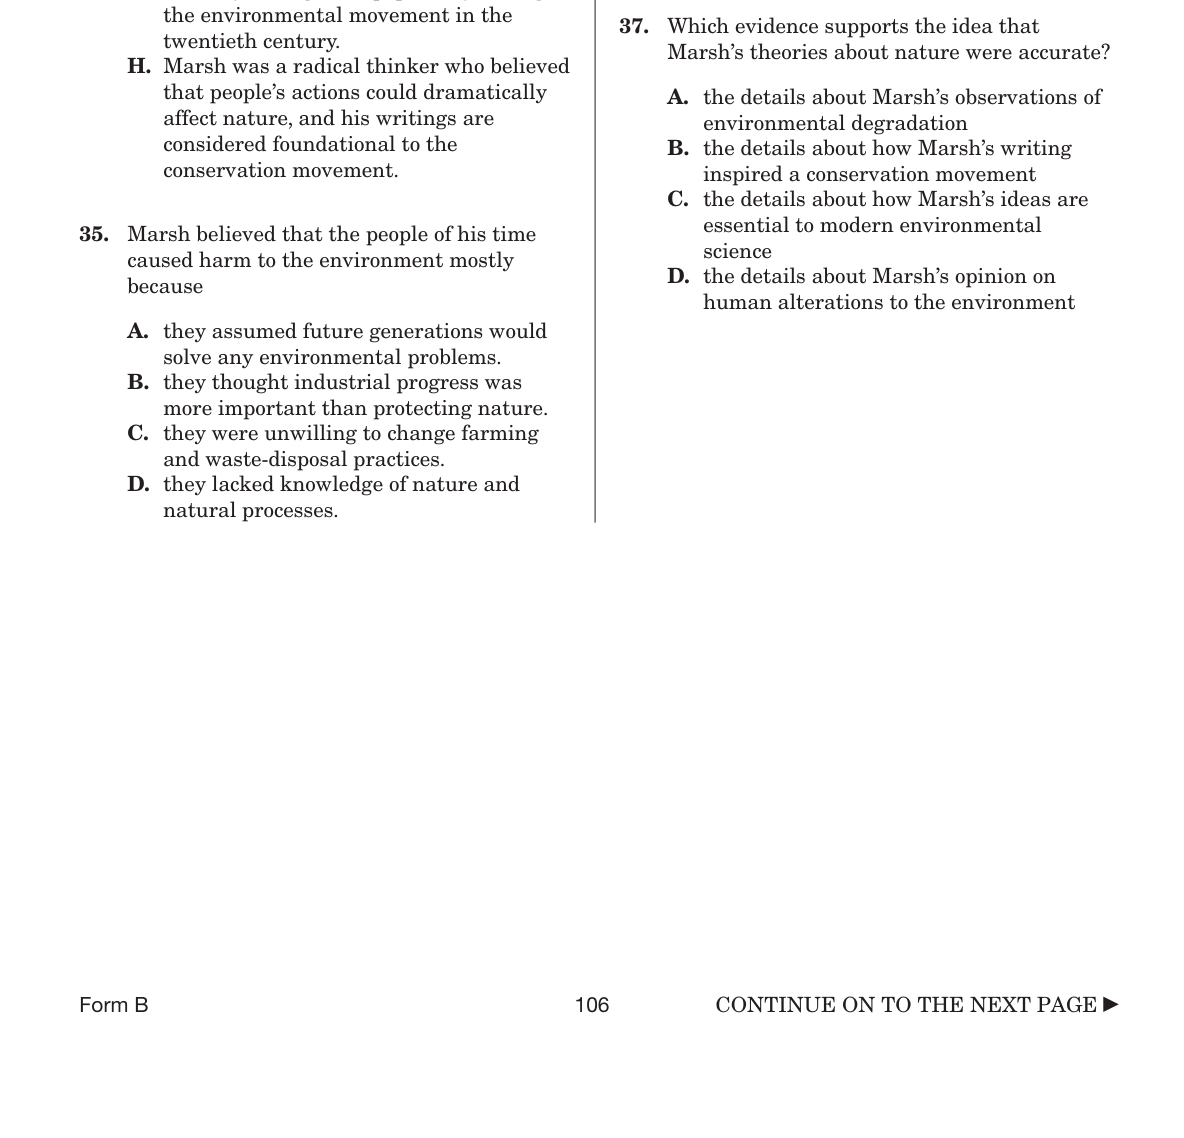 the environmental movement in the
twentieth century.
H. Marsh was a radical thinker who believed
that people’s actions could dramatically
affect nature, and his writings are
considered foundational to the
conservation movement.
35. Marsh believed that the people of his time
caused harm to the environment mostly
because
A. they assumed future generations would
solve any environmental problems.
B. they thought industrial progress was
more important than protecting nature.
C. they were unwilling to change farming
and waste-disposal practices.
D. they lacked knowledge of nature and
natural processes.
37. Which evidence supports the idea that
Marsh’s theories about nature were accurate?
A. the details about Marsh’s observations of
environmental degradation
B. the details about how Marsh’s writing
inspired a conservation movement
C. the details about how Marsh’s ideas are
essential to modern environmental
science
D. the details about Marsh’s opinion on
human alterations to the environment
Form B
106
CONTINUE ON TO THE NEXT PAGE ►